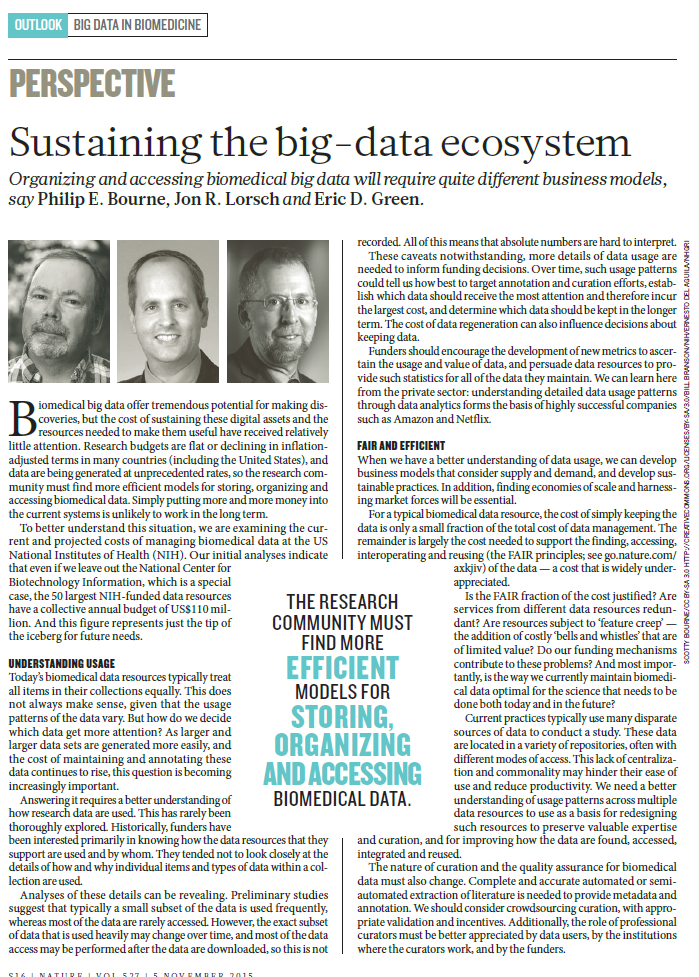 OUTLOOK BIG DATA IN BIOMEDICINE
PERSPECTIVE
Sustaining the big-data ecosystem
Organizing and accessing biomedical big data will require quite different business models,
say Philip E. Bourne, Jon R. Lorsch and Eric D. Green.
Biomedical big data offer tremendous potential for making dis-
coveries, but the cost of sustaining these digital assets and the
resources needed to make them useful have received relatively
little attention. Research budgets are flat or declining in inflation-
adjusted terms in many countries (including the United States), and
data are being generated at unprecedented rates, so the research com-
munity must find more efficient models for storing, organizing and
accessing biomedical data. Simply putting more and more money into
the current systems is unlikely to work in the long term.
To better understand this situation, we are examining the cur-
rent and projected costs of managing biomedical data at the US
National Institutes of Health (NIH). Our initial analyses indicate
that even if we leave out the National Center for
Biotechnology Information, which is a special
case, the 50 largest NIH-funded data resources
have a collective annual budget of US$110 mil-
lion. And this figure represents just the tip of
the iceberg for future needs.
UNDERSTANDING USAGE
Today's biomedical data resources typically treat
all items in their collections equally. This does
not always make sense, given that the usage
patterns of the data vary. But how do we decide
which data get more attention? As larger and
larger data sets are generated more easily, and
the cost of maintaining and annotating these
data continues to rise, this question is becoming
increasingly important.
Answering it requires a better understanding of
how research data are used. This has rarely been
thoroughly explored. Historically, funders have
been interested primarily in knowing how the data resources that they
support are used and by whom. They tended not to look closely at the
details of how and why individual items and types of data within a col-
lection are used.
Analyses of these details can be revealing. Preliminary studies
suggest that typically a small subset of the data is used frequently,
whereas most of the data are rarely accessed. However, the exact subset
of data that is used heavily may change over time, and most of the data
access may be performed after the data are downloaded, so this is not
THE RESEARCH
COMMUNITY MUST
FIND MORE
EFFICIENT
MODELS FOR
STORING,
ORGANIZING
AND ACCESSING
BIOMEDICAL DATA.
recorded. All of this means that absolute numbers are hard to interpret.
These caveats notwithstanding, more details of data usage are
needed to inform funding decisions. Over time, such usage patterns
could tell us how best to target annotation and curation efforts, estab-
lish which data should receive the most attention and therefore incur
the largest cost, and determine which data should be kept in the longer
term. The cost of data regeneration can also influence decisions about
keeping data.
Funders should encourage the development of new metrics to ascer-
tain the usage and value of data, and persuade data resources to pro-
vide such statistics for all of the data they maintain. We can learn here
from the private sector: understanding detailed data usage patterns
through data analytics forms the basis of highly successful companies
such as Amazon and Netflix.
FAIR AND EFFICIENT
When we have a better understanding of data usage, we can develop
business models that consider supply and demand, and develop sus-
tainable practices. In addition, finding economies of scale and harness-
ing market forces will be essential.
For a typical biomedical data resource, the cost of simply keeping the
data is only a small fraction of the total cost of data management. The
remainder is largely the cost needed to support the finding, accessing,
interoperating and reusing (the FAIR principles; see go.nature.com/
axkjiv) of the data — a cost that is widely under-
appreciated.
Is the FAIR fraction of the cost justified? Are
services from different data resources redun-
dant? Are resources subject to 'feature creep' —
the addition of costly 'bells and whistles' that are
of limited value? Do our funding mechanisms
contribute to these problems? And most impor-
tantly, is the way we currently maintain biomedi-
cal data optimal for the science that needs to be
done both today and in the future?
Current practices typically use many disparate
sources of data to conduct a study. These data
are located in a variety of repositories, often with
different modes of access. This lack of centraliza-
tion and commonality may hinder their ease of
use and reduce productivity. We need a better
understanding of usage patterns across multiple
data resources to use as a basis for redesigning
such resources to preserve valuable expertise
and curation, and for improving how the data are found, accessed,
integrated and reused.
The nature of curation and the quality assurance for biomedical
data must also change. Complete and accurate automated or semi-
automated extraction of literature is needed to provide metadata and
annotation. We should consider crowdsourcing curation, with appro-
priate validation and incentives. Additionally, the role of professional
curators must be better appreciated by data users, by the institutions
where the curators work, and by the funders.
SCOTTY BOURNE/CC BY-SA 3.0 HTTP://CREATIVECOMMONS.ORG/LICENSES/BY-SA/3.0/BILL BRANSON/NIH/ERNESTO DEL AGUILA/NHGRI
S16 | NATURE | VOL 527 | 5 NOVEMBER 2015